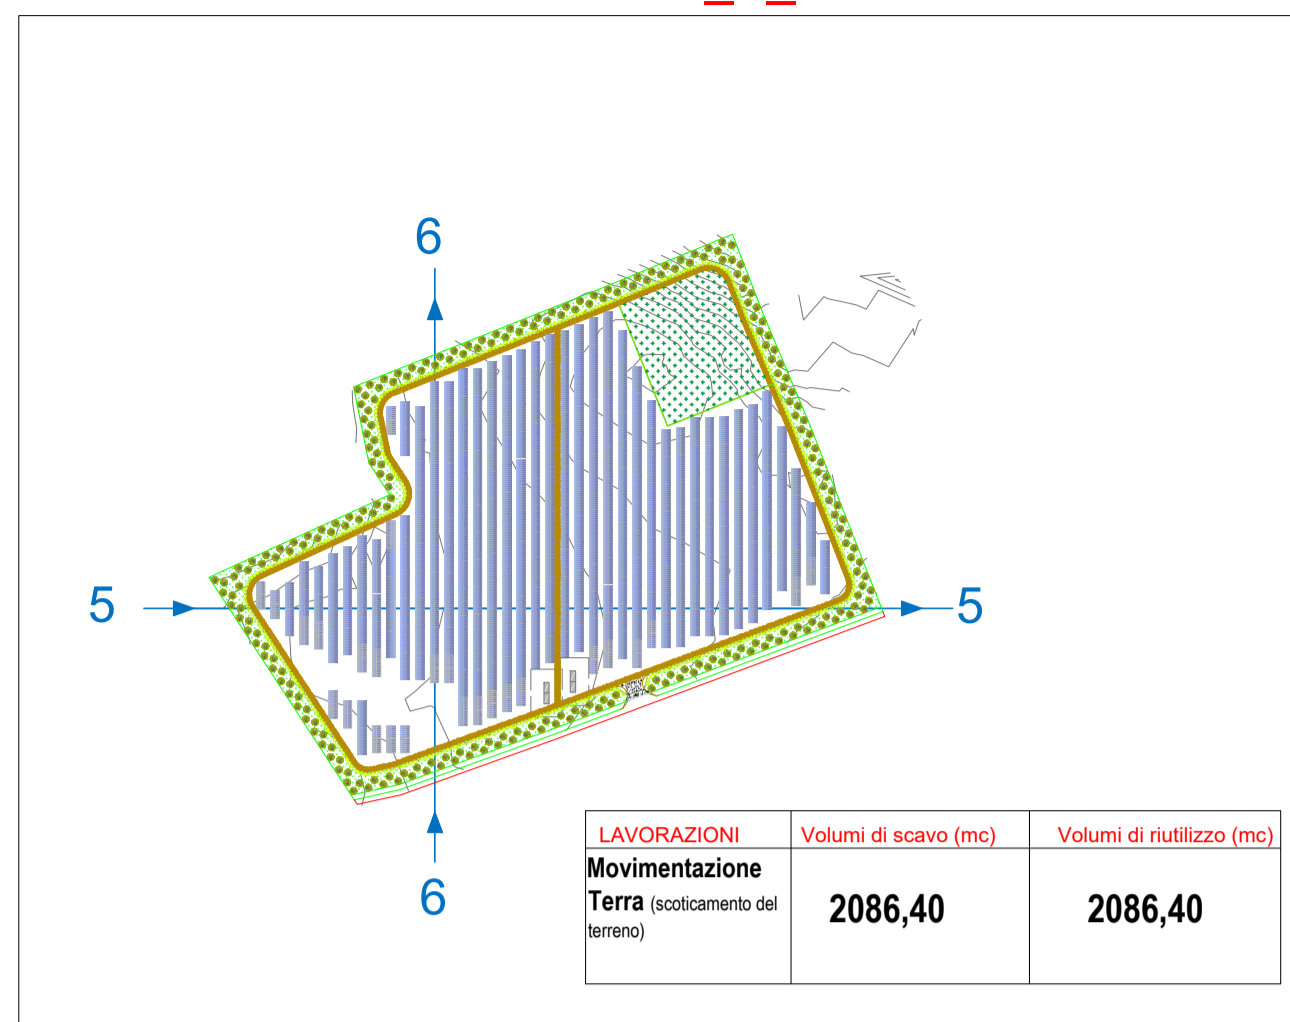 6
5
5
6
LAVORAZIONI Volumi di scavo (mc) Volumi di riutilizzo (mc)
Movimentazione
Terra (scoticamento del
terreno)
2086,40 2086,40